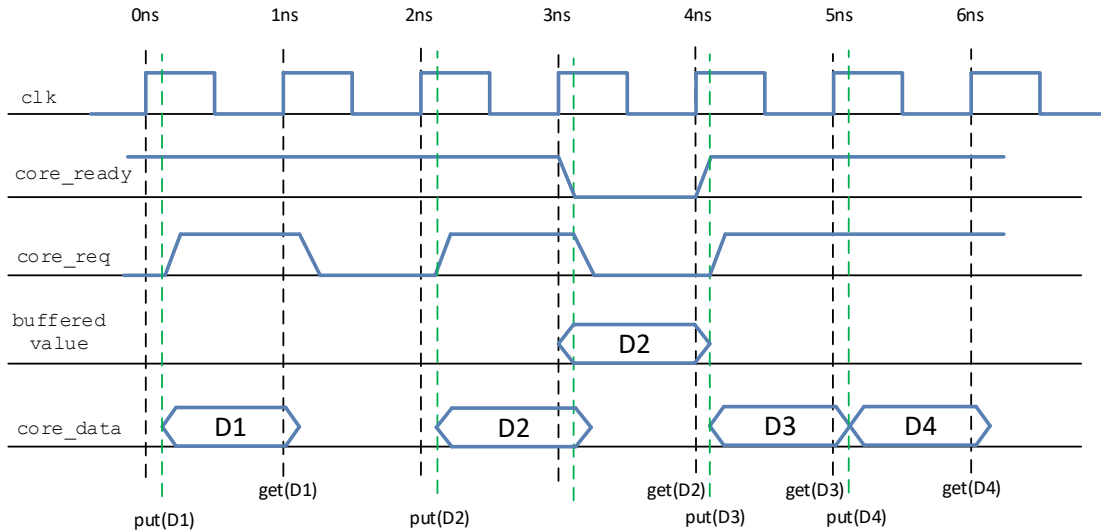 0ns 1ns 2ns 3ns 4ns 5ns 6ns
clk
core_ready
core_req
buffered
value
D2
core_data
D1 D2 D3 D4
get(D1) get(D2) get(D3) get(D4)
put(D1) put(D2) put(D3) put(D4)